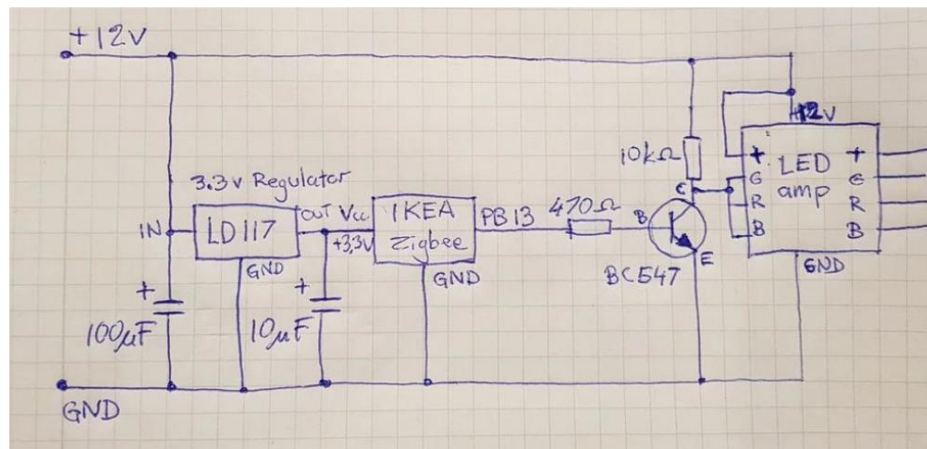 +12V
+12V
3.3v Regulator
10kΩ
+ LED +
G amp G
R R
B B
IN LD117 OUT Vcc IKEA PB13 470Ω B C
+3,3V Zigbee
GND GND BC547 E GND
+ +
100µF 10µF
GND